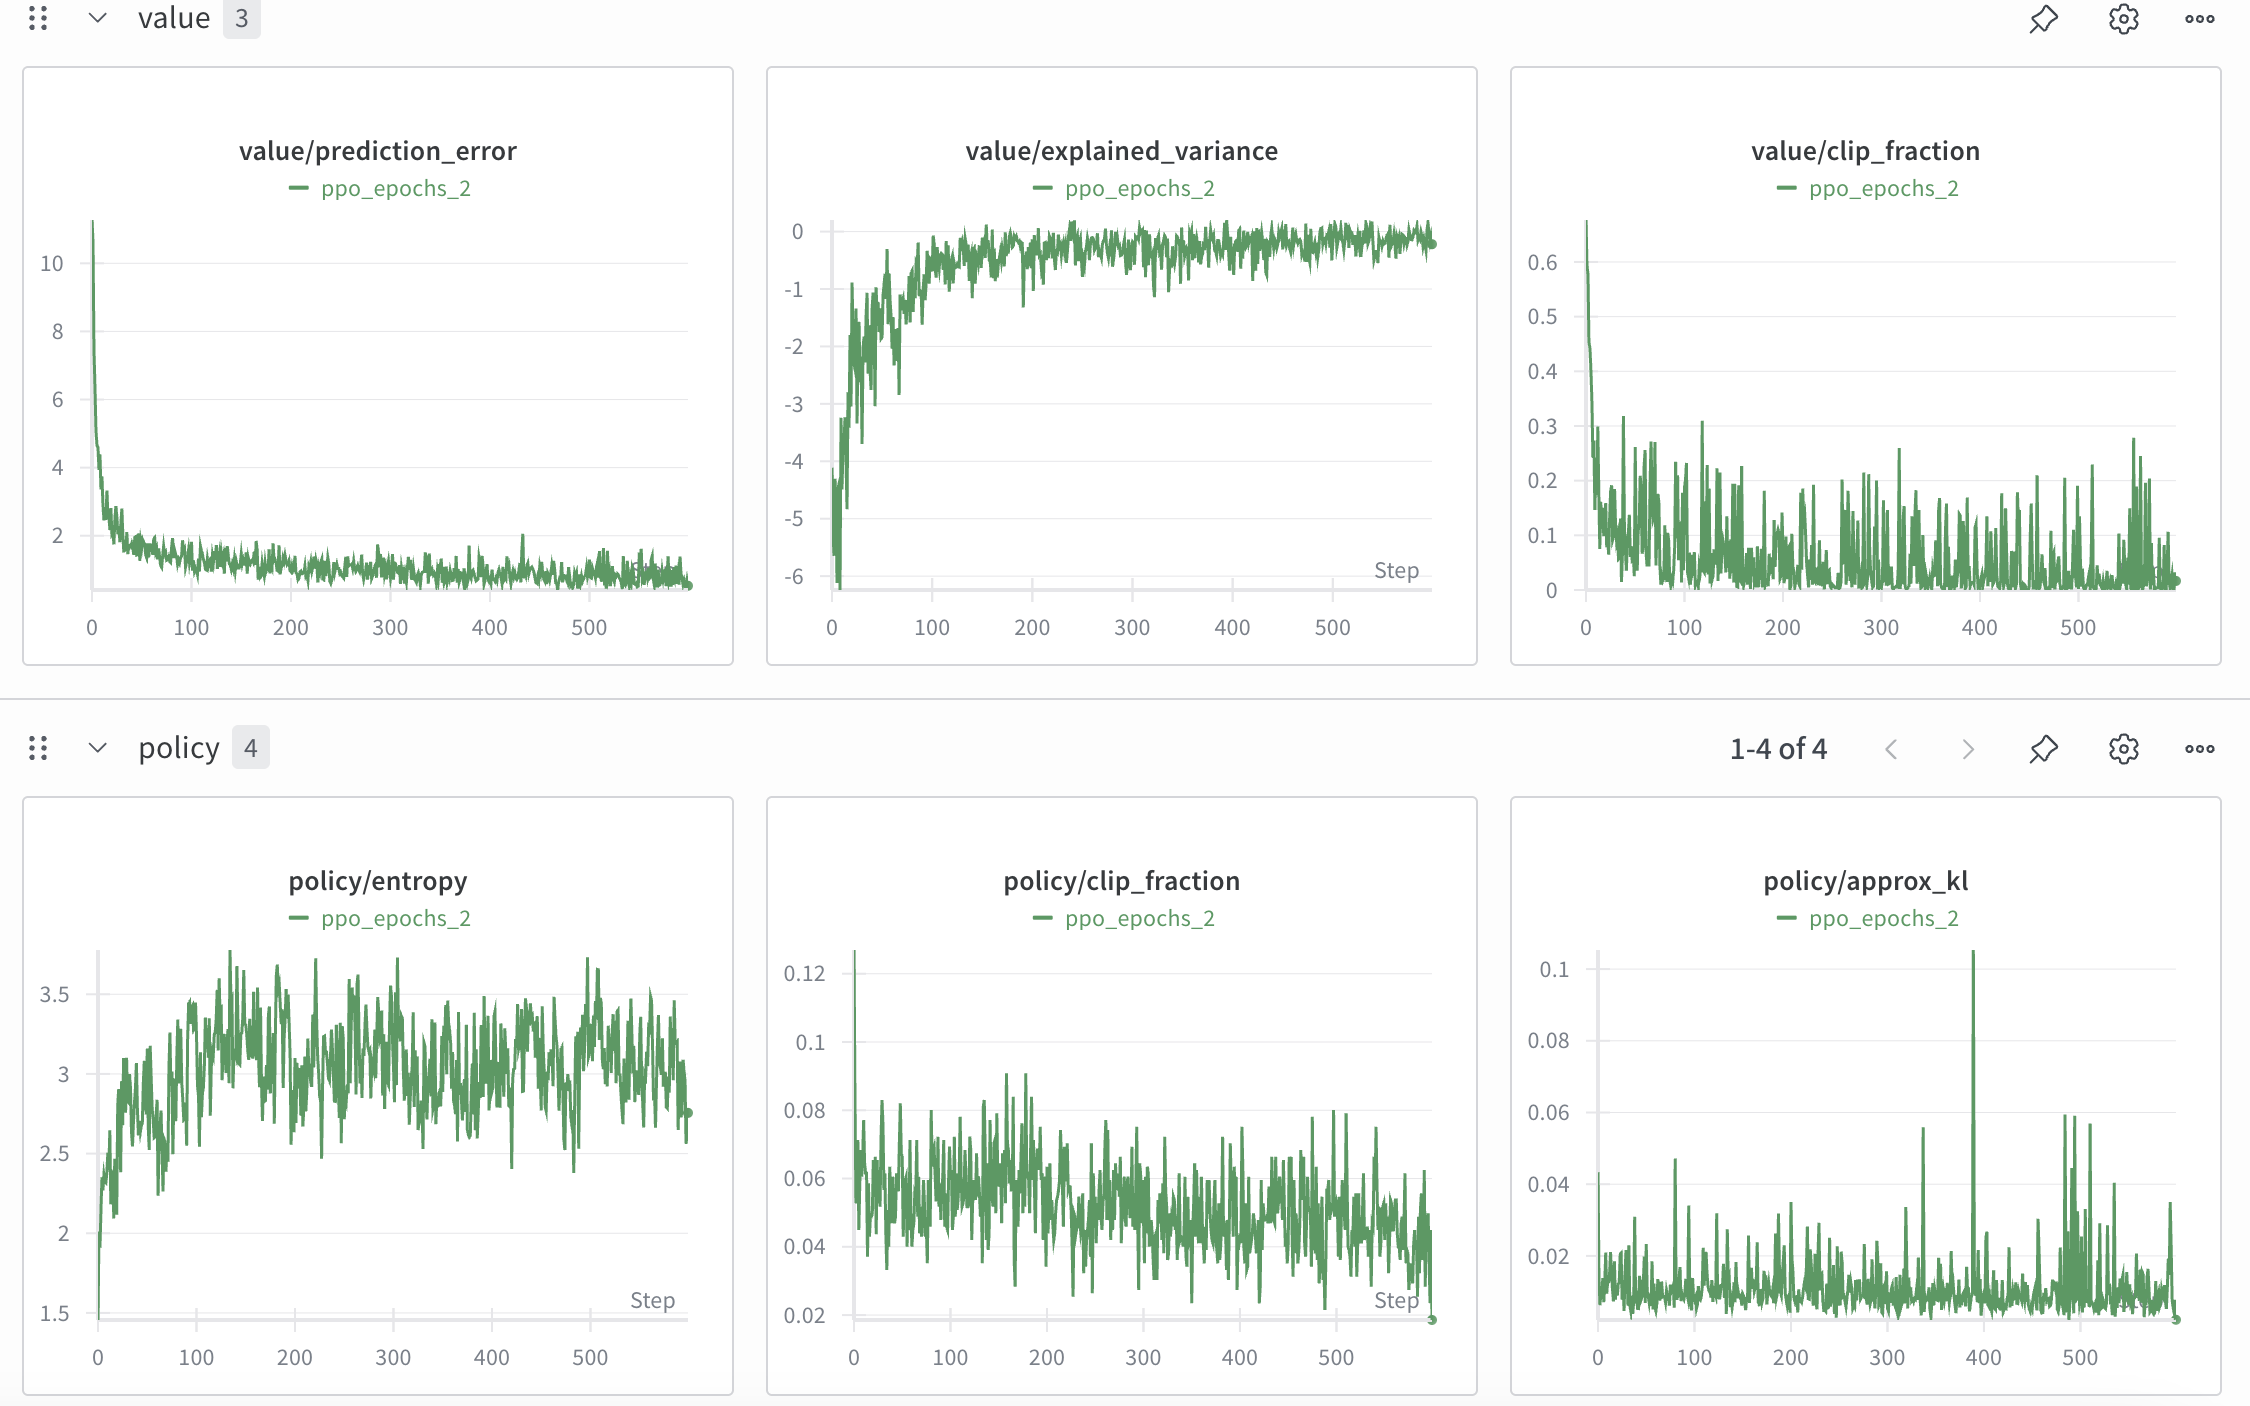 value 3
value/prediction_error
ppo_epochs_2
10
8
6
4
2
0 100 200 300 400 500
value/explained_variance
ppo_epochs_2
0
-1
-2
-3
-4
-5
-6
Step
0 100 200 300 400 500
value/clip_fraction
ppo_epochs_2
0.6
0.5
0.4
0.3
0.2
0.1
0
0 100 200 300 400 500
policy 4
1-4 of 4
policy/entropy
ppo_epochs_2
3.5
3
2.5
2
1.5
Step
0 100 200 300 400 500
policy/clip_fraction
ppo_epochs_2
0.12
0.1
0.08
0.06
0.04
0.02
Step
0 100 200 300 400 500
policy/approx_kl
ppo_epochs_2
0.1
0.08
0.06
0.04
0.02
0 100 200 300 400 500